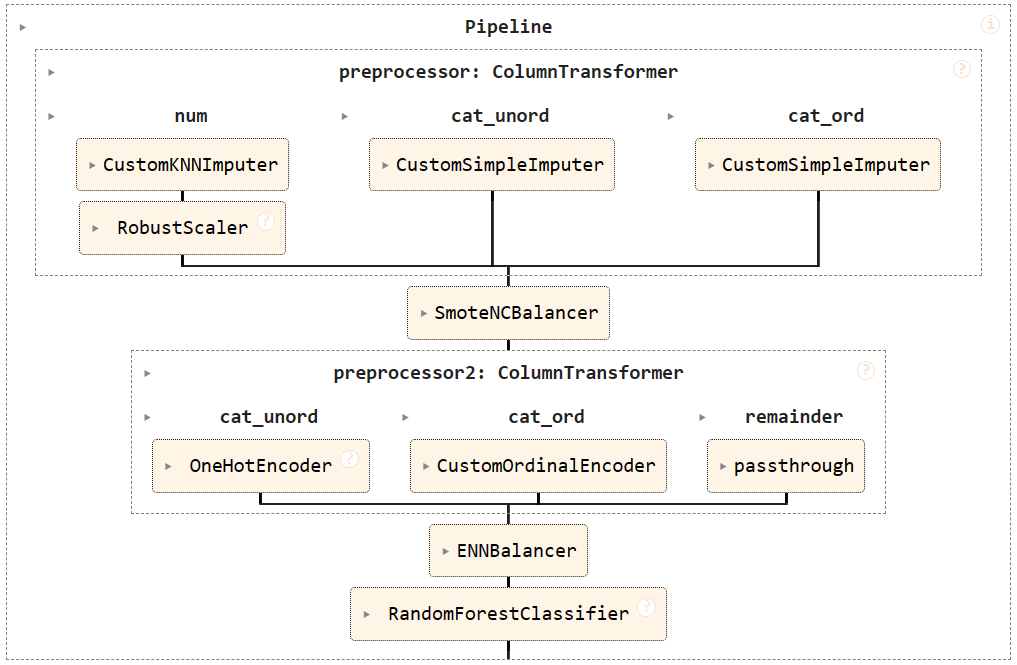 Pipeline
i
preprocessor: ColumnTransformer
?
num
cat_unord
cat_ord
CustomKNNImputer
CustomSimpleImputer
CustomSimpleImputer
RobustScaler
?
SmoteNCBalancer
preprocessor2: ColumnTransformer
?
cat_unord
cat_ord
remainder
OneHotEncoder
?
CustomOrdinalEncoder
passthrough
ENNBalancer
RandomForestClassifier
?